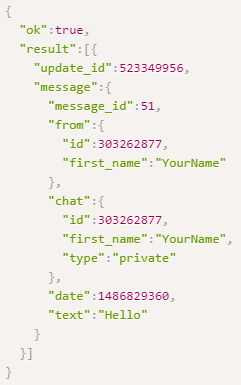 {
  "ok":true,
  "result":[{
    "update_id":523349956,
    "message":{
      "message_id":51,
      "from":{
        "id":303262877,
        "first_name":"YourName"
      },
      "chat":{
        "id":303262877,
        "first_name":"YourName",
        "type":"private"
      },
      "date":1486829360,
      "text":"Hello"
    }
  }]
}